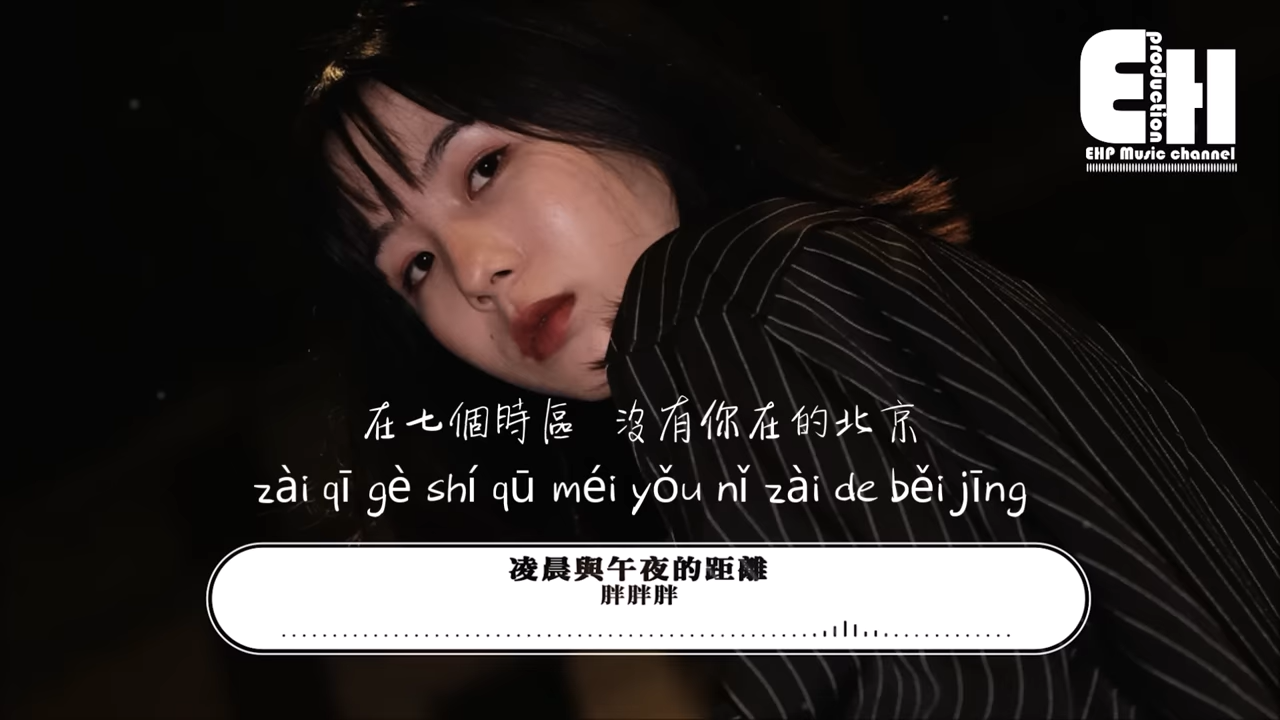 EH
production
EHP Music channel
在七個時區 沒有你在的北京
zài qī gè shí qū méi yǒu nǐ zài de běi jīng
凌晨與午夜的距離
胖胖胖